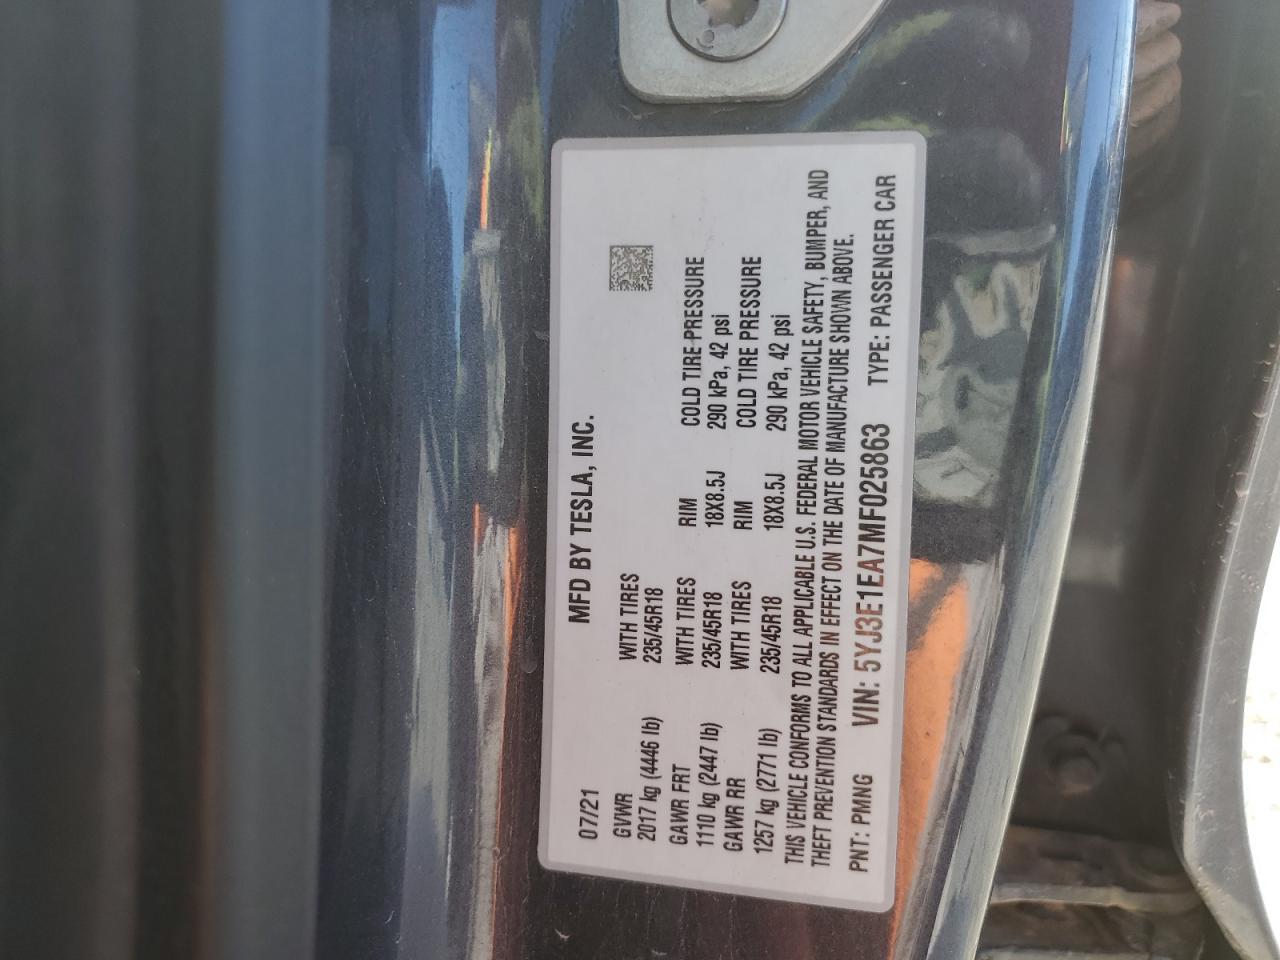 07/21 MFD BY TESLA, INC.
GVWR WITH TIRES
2017 kg (4446 lb) 235/45R18
GAWR FRT WITH TIRES RIM COLD TIRE PRESSURE
1110 kg (2447 lb) 235/45R18 18X8.5J 290 kPa, 42 psi
GAWR RR WITH TIRES RIM COLD TIRE PRESSURE
1257 kg (2771 lb) 235/45R18 18X8.5J 290 kPa, 42 psi
THIS VEHICLE CONFORMS TO ALL APPLICABLE U.S. FEDERAL MOTOR VEHICLE SAFETY, BUMPER, AND
THEFT PREVENTION STANDARDS IN EFFECT ON THE DATE OF MANUFACTURE SHOWN ABOVE.
PNT: PMNG VIN: 5YJ3E1EA7MF025863 TYPE: PASSENGER CAR